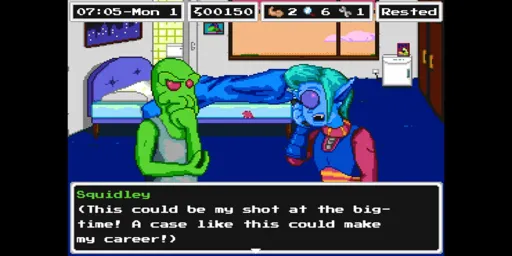 07:05-Mon 1 ζ00150 2 6 1 Rested
Squidley
(This could be my shot at the big-
time! A case like this could make
my career!)